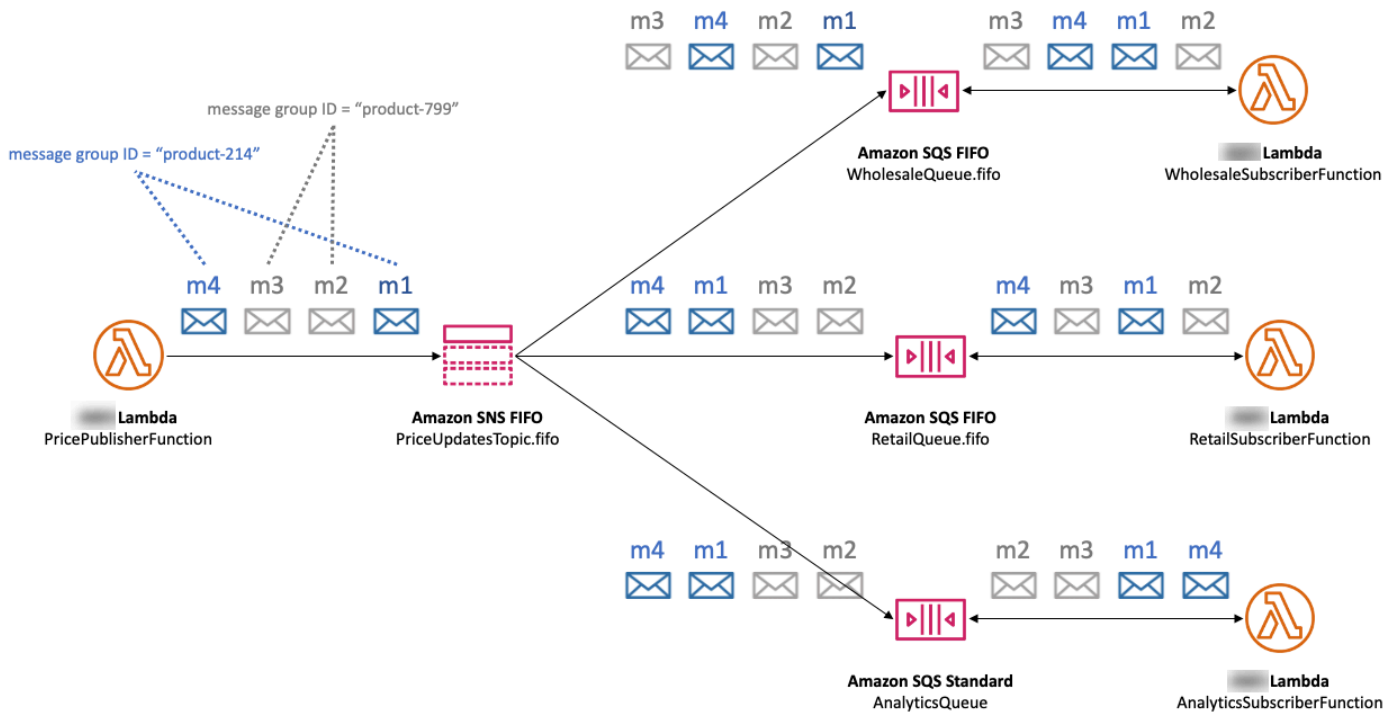 m3 m4 m2 m1
m3 m4 m1 m2
message group ID = “product-799”
message group ID = “product-214”
Amazon SQS FIFO
WholesaleQueue.fifo
Lambda
WholesaleSubscriberFunction
m4 m3 m2 m1
m4 m1 m3 m2
m4 m3 m1 m2
Lambda
PricePublisherFunction
Amazon SNS FIFO
PriceUpdatesTopic.fifo
Amazon SQS FIFO
RetailQueue.fifo
Lambda
RetailSubscriberFunction
m4 m1 m3 m2
m2 m3 m1 m4
Amazon SQS Standard
AnalyticsQueue
Lambda
AnalyticsSubscriberFunction